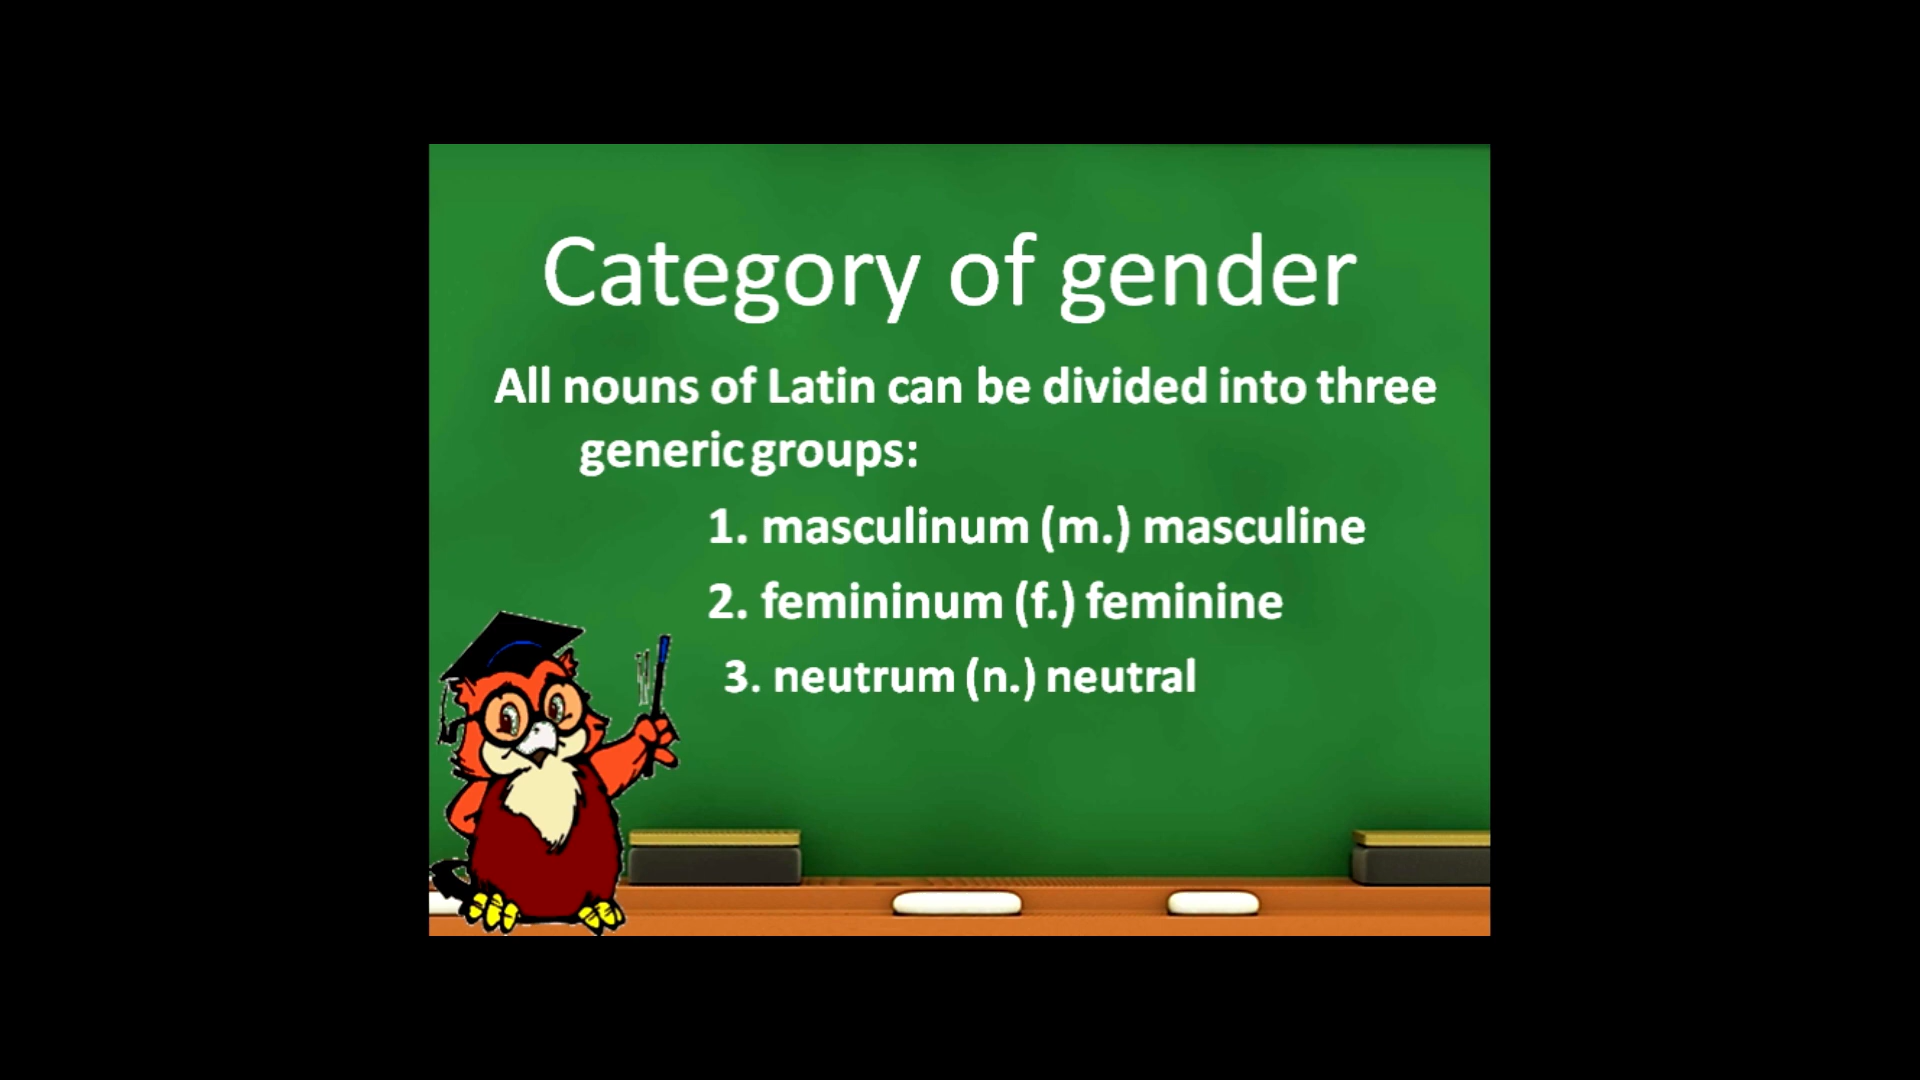 Category of gender
All nouns of Latin can be divided into three
generic groups:
1. masculinum (m.) masculine
2. femininum (f.) feminine
3. neutrum (n.) neutral